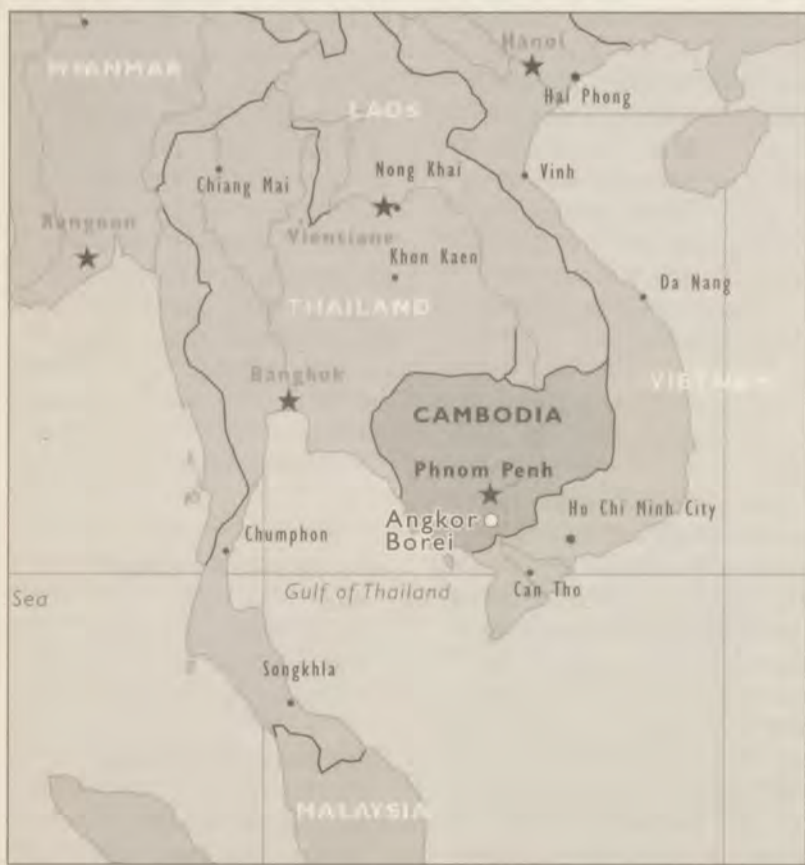 Hanoi
MYANMAR
Hai Phong
LAOS
Nong Khai
Vinh
Chiang Mai
Rangoon
Vientiane
Khon Kaen
Da Nang
THAILAND
Bangkok
VIETNAM
CAMBODIA
Phnom Penh
Ho Chi Minh City
Angkor
Borei
Chumphon
Can Tho
Sea
Gulf of Thailand
Songkhla
MALAYSIA